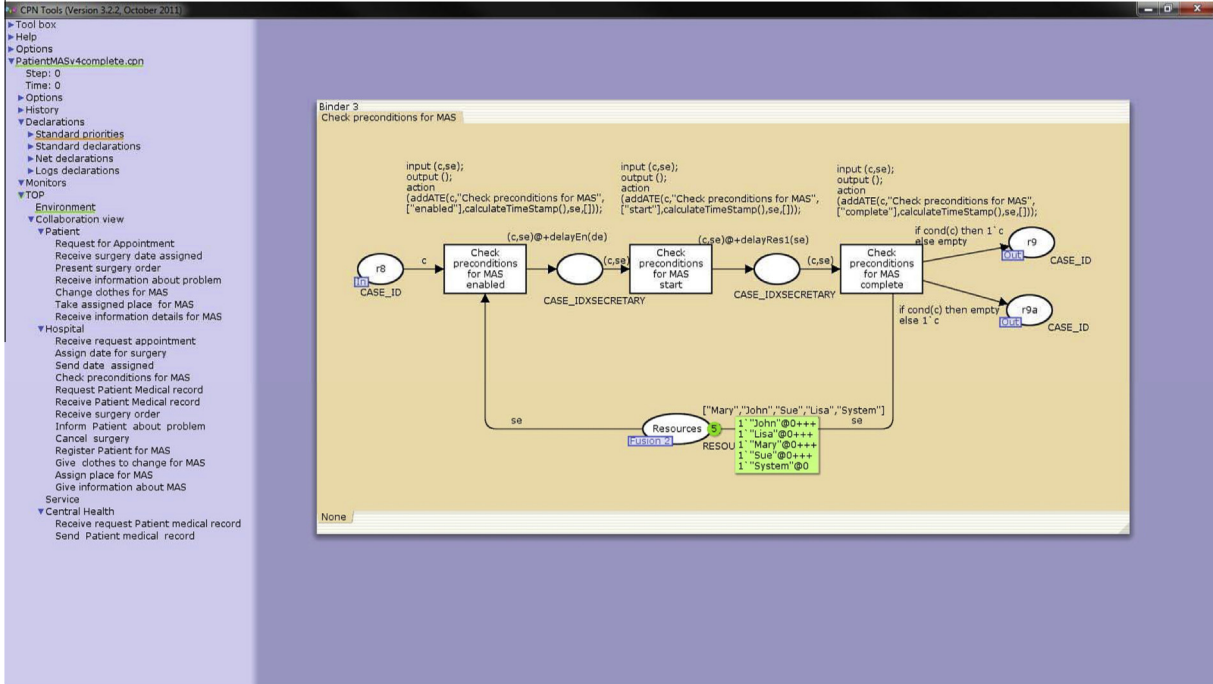 CPN Tools (Version 3.2.2, October 2011)
Tool box
Help
Options
PatientMASv4complete.cpn
Step: 0
Time: 0
Options
History
Declarations
Standard priorities
Standard declarations
Net declarations
Logs declarations
Monitors
TOP
Environment
Collaboration view
Patient
Request for Appointment
Receive surgery date assigned
Present surgery order
Receive information about problem
Change clothes for MAS
Take assigned place for MAS
Receive information details for MAS
Hospital
Receive request appointment
Assign date for surgery
Send date assigned
Check preconditions for MAS
Request Patient Medical record
Receive Patient Medical record
Receive surgery order
Inform Patient about problem
Cancel surgery
Register Patient for MAS
Give clothes to change for MAS
Assign place for MAS
Give information about MAS
Service
Central Health
Receive request Patient medical record
Send Patient medical record
Binder 3
Check preconditions for MAS
input (c,se);
output ();
action
(addATE(c,"Check preconditions for MAS",
["enabled"],calculateTimeStamp(),se,[]));
input (c,se);
output ();
action
(addATE(c,"Check preconditions for MAS",
["start"],calculateTimeStamp(),se,[]));
input (c,se);
output ();
action
(addATE(c,"Check preconditions for MAS",
["complete"],calculateTimeStamp(),se,[]));
r8
In
CASE_ID
c
Check
preconditions
for MAS
enabled
(c,se)@+delayEn(de)
CASE_IDXSECRETARY
(c,se)
Check
preconditions
for MAS
start
(c,se)@+delayRes1(se)
CASE_IDXSECRETARY
(c,se)
Check
preconditions
for MAS
complete
if cond(c) then 1`c
else empty
r9
Out
CASE_ID
if cond(c) then empty
else 1`c
r9a
Out
CASE_ID
se
Resources
Fusion 2
5
RESOU
["Mary","John","Sue","Lisa","System"]
1`"John"@0+++
1`"Lisa"@0+++
1`"Mary"@0+++
1`"Sue"@0+++
1`"System"@0
se
None